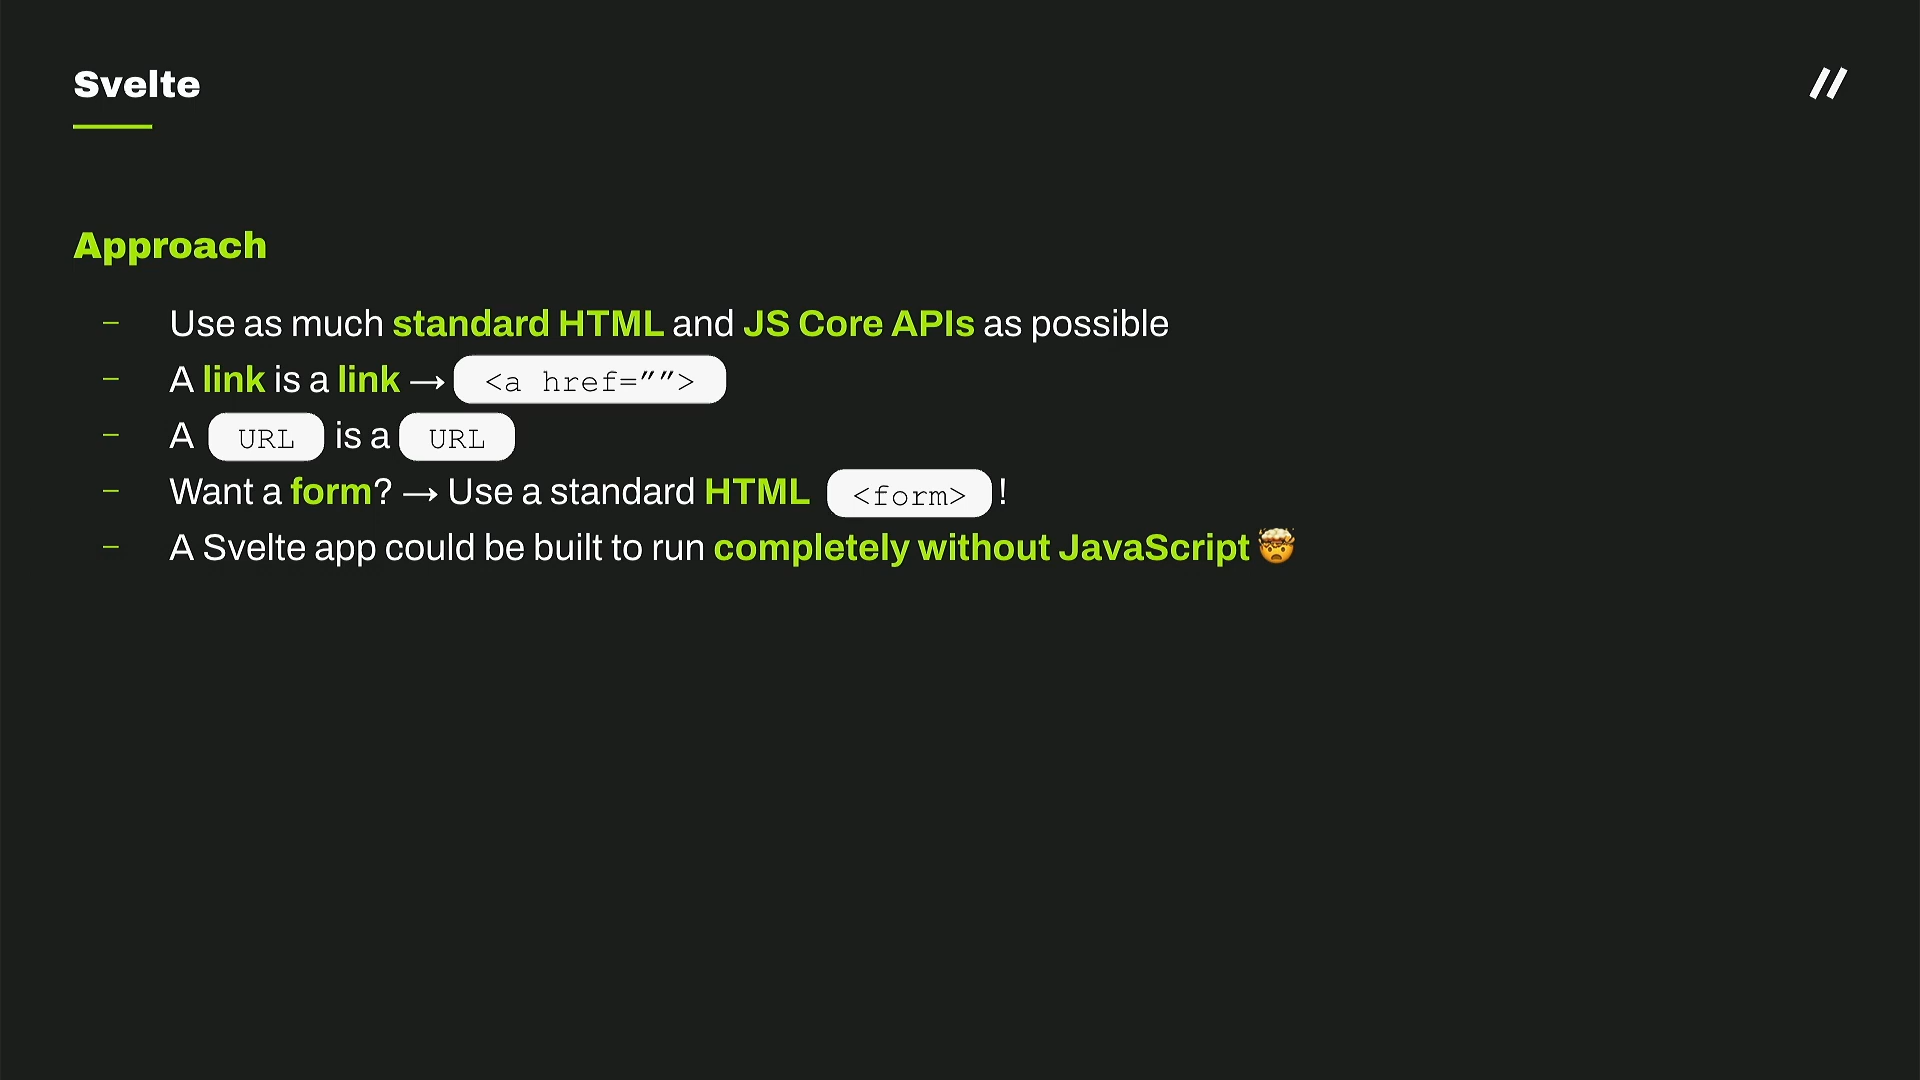 Svelte
//
Approach
– Use as much standard HTML and JS Core APIs as possible
– A link is a link → <a href=””>
– A URL is a URL
– Want a form? → Use a standard HTML <form> !
– A Svelte app could be built to run completely without JavaScript 🤯